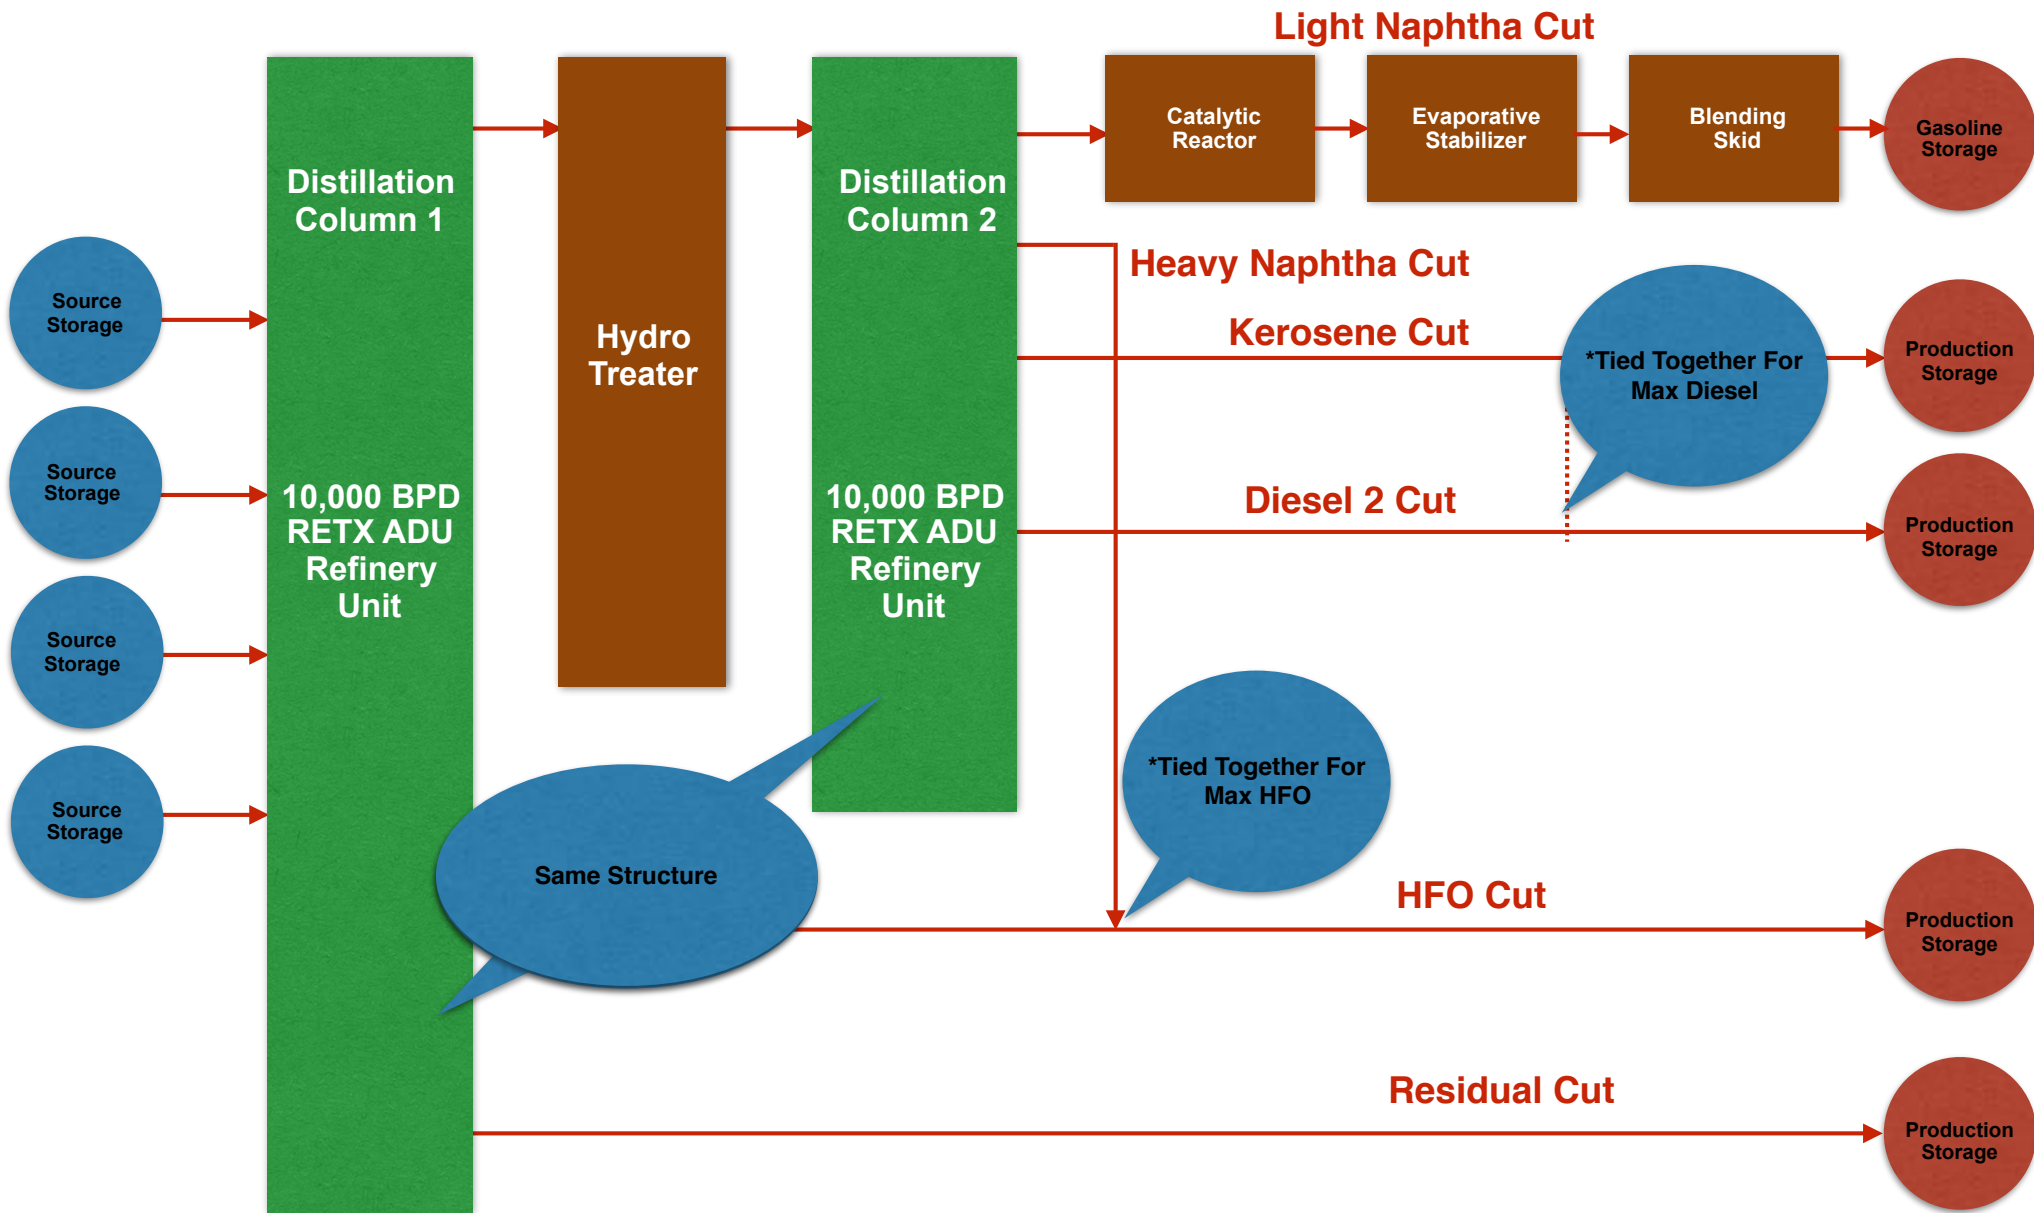 Light Naphtha Cut
Catalytic
Reactor
Evaporative
Stabilizer
Blending
Skid
Gasoline
Storage
Distillation
Column 1
Distillation
Column 2
Heavy Naphtha Cut
Source
Storage
Hydro
Treater
Kerosene Cut
*Tied Together For
Max Diesel
Production
Storage
Source
Storage
10,000 BPD
RETX ADU
Refinery
Unit
10,000 BPD
RETX ADU
Refinery
Unit
Diesel 2 Cut
Production
Storage
Source
Storage
Source
Storage
*Tied Together For
Max HFO
Same Structure
HFO Cut
Production
Storage
Residual Cut
Production
Storage